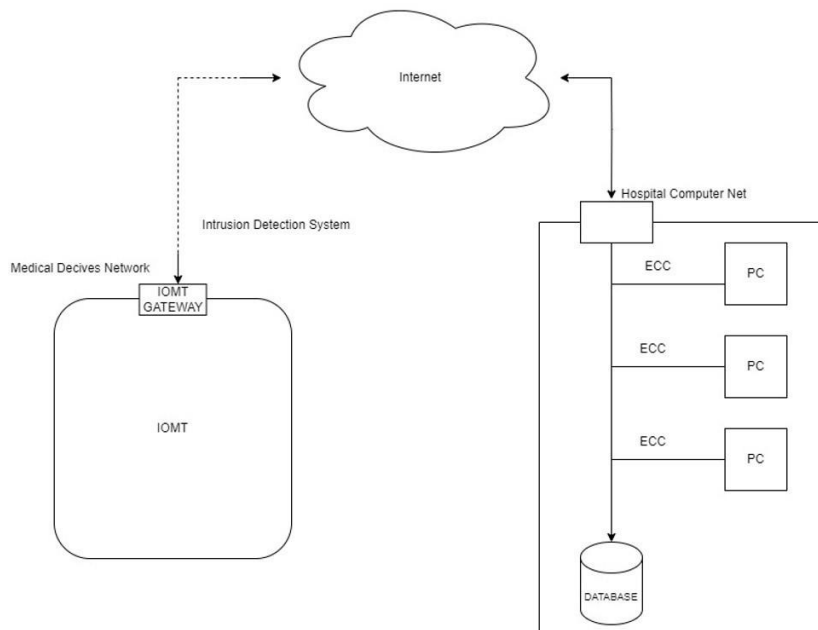 Internet
Hospital Computer Net
Intrusion Detection System
ECC
PC
Medical Decives Network
IOMT
GATEWAY
ECC
PC
IOMT
ECC
PC
DATABASE